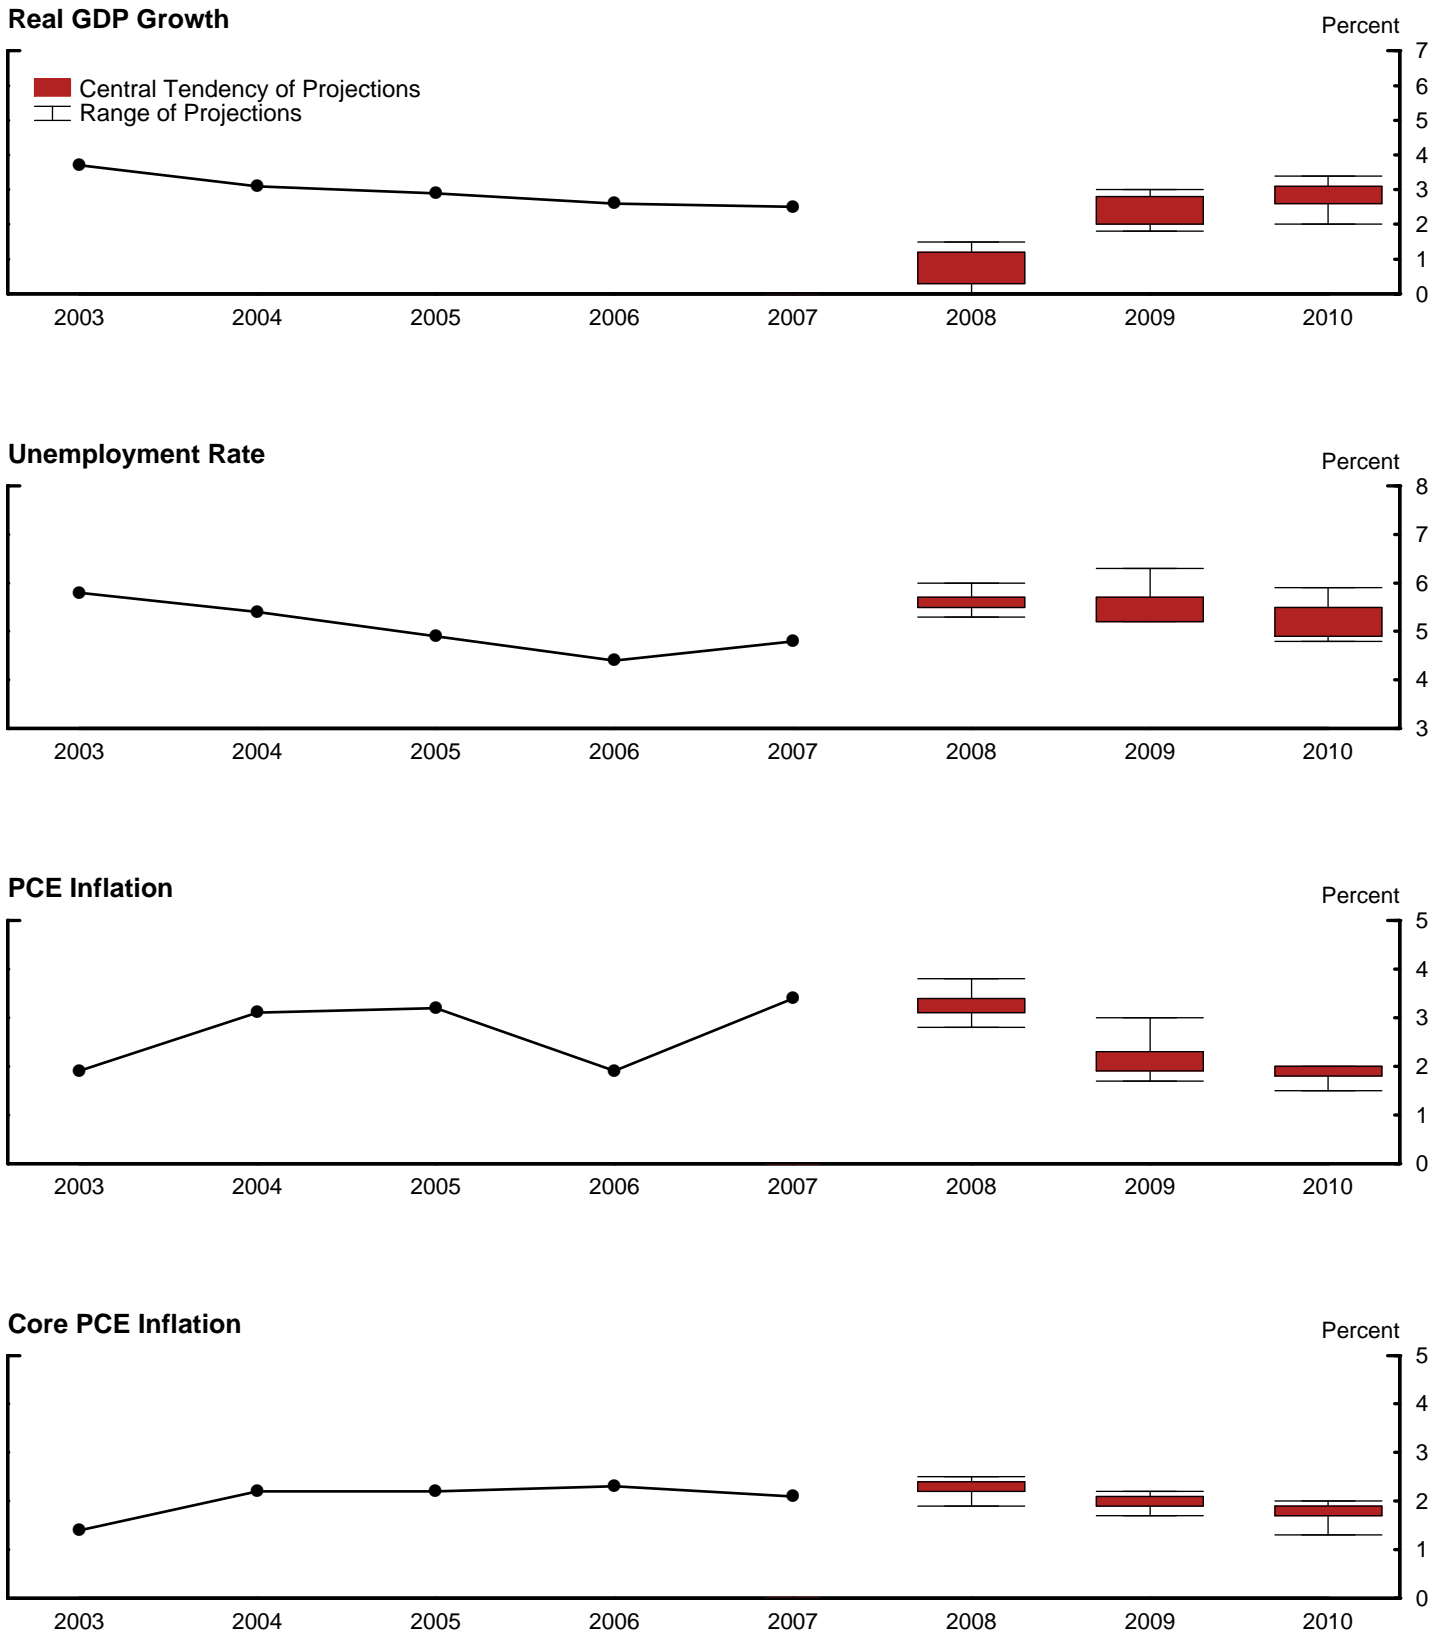 Real GDP Growth
Percent
7
Central Tendency of Projections
6
Range of Projections
5
4
3
2
1
0
2003 2004 2005 2006 2007 2008 2009 2010
Unemployment Rate
Percent
8
7
6
5
4
3
2003 2004 2005 2006 2007 2008 2009 2010
PCE Inflation
Percent
5
4
3
2
1
0
2003 2004 2005 2006 2007 2008 2009 2010
Core PCE Inflation
Percent
5
4
3
2
1
0
2003 2004 2005 2006 2007 2008 2009 2010